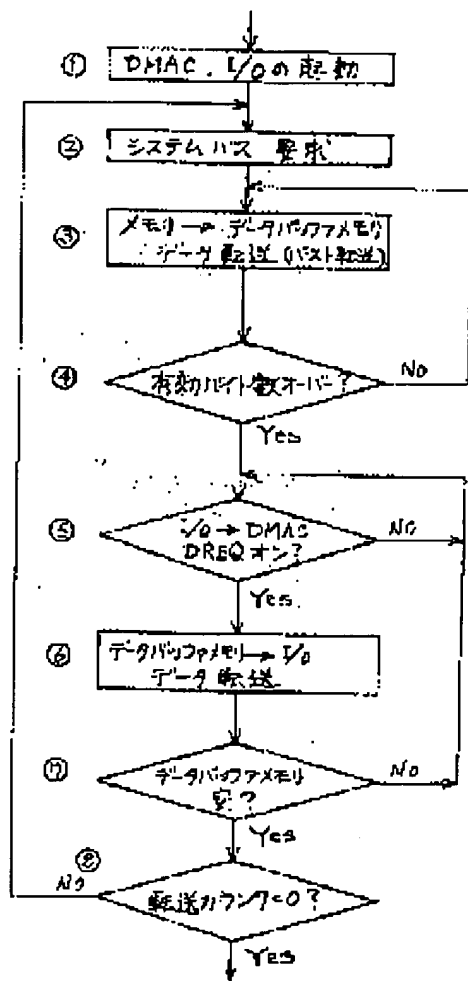 ① DMAC, I/Oの起動
② システムバス 要求
③ メモリ→データバッファメモリ
データ転送(バースト転送)
④ 有効バイト数オーバー?
No
Yes
⑤ I/O→DMAC
DREQオン?
NO
Yes
⑥ データバッファメモリ→I/O
データ転送
⑦ データバッファメモリ
空?
No
Yes
⑧ 転送カウンタ=0?
NO
Yes